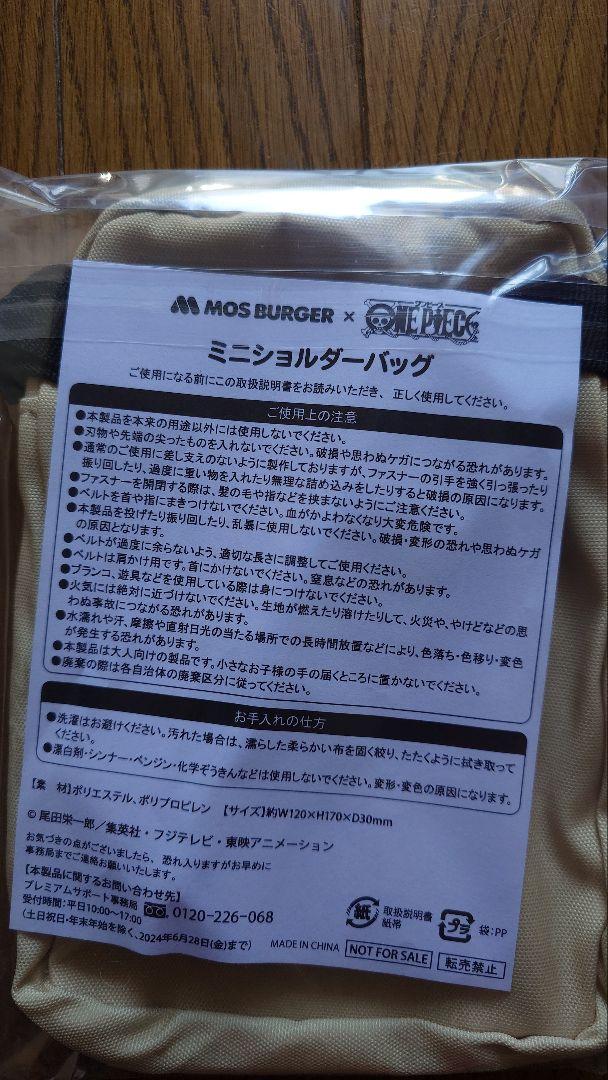 MOS BURGER × ワンピース ONE PIECE
ミニショルダーバッグ
ご使用になる前にこの取扱説明書をお読みいただき、正しく使用してください。
ご使用上の注意
●本製品を本来の用途以外には使用しないでください。
●刃物や先端の尖ったものを入れないでください。破損や思わぬケガにつながる恐れがあります。
●通常のご使用に差し支えのないように製作しておりますが、ファスナーの引手を強く引っ張ったり
振り回したり、過度に重い物を入れたり無理な詰め込みをしたりすると破損の原因になります。
●ファスナーを開閉する際は、髪の毛や指などを挟まないようにご注意ください。
●ベルトを首や指にまきつけないでください。血がかよわなくなり大変危険です。
●本製品を投げたり振り回したり、乱暴に使用しないでください。破損・変形の恐れや思わぬケガ
の原因となります。
●ベルトが過度に余らないよう、適切な長さに調整してご使用ください。
●ベルトは肩かけ用です。首にかけないでください。窒息などの恐れがあります。
●ブランコ、遊具などを使用している際は身につけないでください。
●火気には絶対に近づけないでください。生地が燃えたり溶けたりして、火災や、やけどなどの思
わぬ事故につながる恐れがあります。
●水濡れや汗、摩擦や直射日光の当たる場所での長時間放置などにより、色落ち・色移り・変色
が発生する恐れがあります。
●本製品は大人向けの製品です。小さなお子様の手の届くところに置かないでください。
●廃棄の際は各自治体の廃棄区分に従ってください。
お手入れの仕方
●洗濯はお避けください。汚れた場合は、濡らした柔らかい布を固く絞り、たたくように拭き取って
ください。
●漂白剤・シンナー・ベンジン・化学ぞうきんなどは使用しないでください。変形・変色の原因になります。
【素 材】ポリエステル、ポリプロピレン 【サイズ】約W120×H170×D30mm
© 尾田栄一郎／集英社・フジテレビ・東映アニメーション
お気づきの点がございましたら、恐れ入りますがお早めに
事務局までご連絡お願いいたします。
【本製品に関するお問い合わせ先】
プレミアムサポート事務局
受付時間:平日10:00～17:00 0120-226-068
(土日祝日・年末年始を除く、2024年6月28日(金)まで)
紙 取扱説明書
紙帯
プラ 袋:PP
MADE IN CHINA NOT FOR SALE 転売禁止